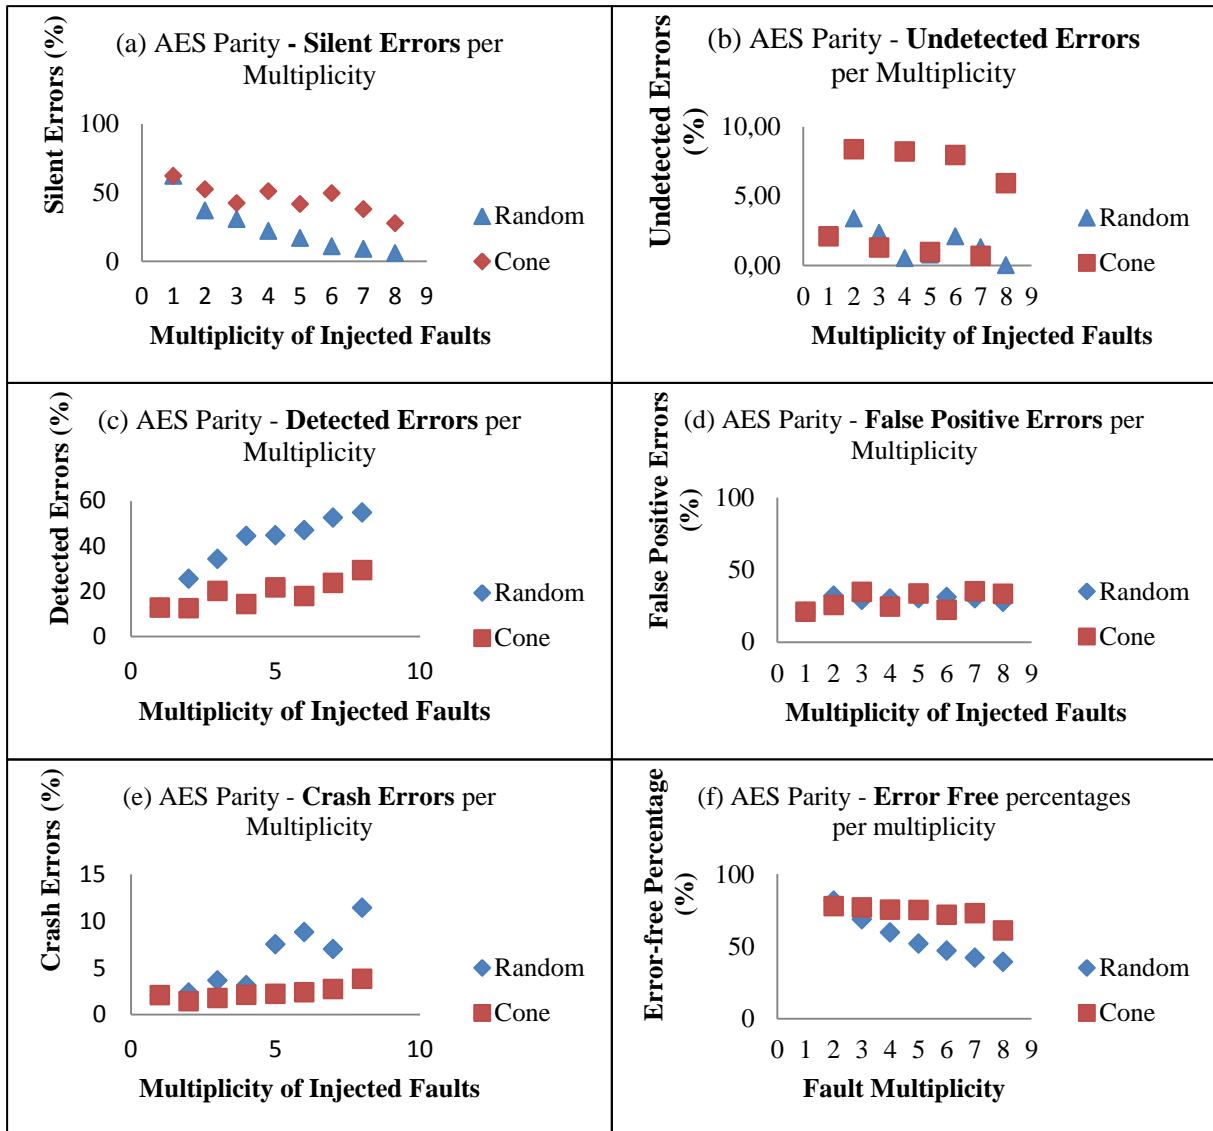 (a) AES Parity - Silent Errors per
Multiplicity
Silent Errors (%)
100
50
0
0 1 2 3 4 5 6 7 8 9
Multiplicity of Injected Faults
Random
Cone
(b) AES Parity - Undetected Errors
per Multiplicity
Undetected Errors
(%)
10,00
5,00
0,00
0 1 2 3 4 5 6 7 8 9
Multiplicity of Injected Faults
Random
Cone
(c) AES Parity - Detected Errors per
Multiplicity
Detected Errors (%)
60
40
20
0
0 5 10
Multiplicity of Injected Faults
Random
Cone
(d) AES Parity - False Positive Errors per
Multiplicity
False Positive Errors
(%)
100
50
0
0 1 2 3 4 5 6 7 8 9
Multiplicity of Injected Faults
Random
Cone
(e) AES Parity - Crash Errors per
Multiplicity
Crash Errors (%)
15
10
5
0
0 5 10
Multiplicity of Injected Faults
Random
Cone
(f) AES Parity - Error Free percentages
per multiplicity
Error-free Percentage
(%)
100
50
0
0 1 2 3 4 5 6 7 8 9
Fault Multiplicity
Random
Cone